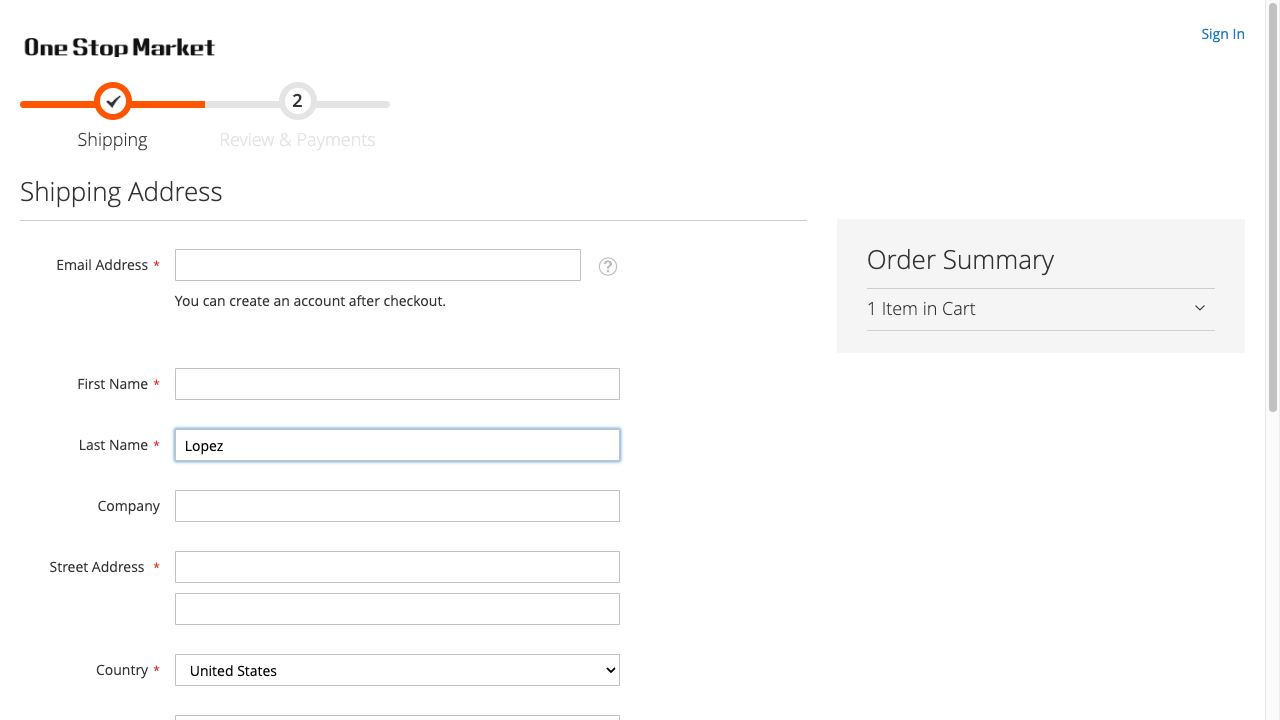 One Stop Market
Sign In
2
Shipping
Review & Payments
Shipping Address
Email Address *
?
You can create an account after checkout.
First Name *
Last Name *
Lopez
Company
Street Address *
Country *
United States
Order Summary
1 Item in Cart